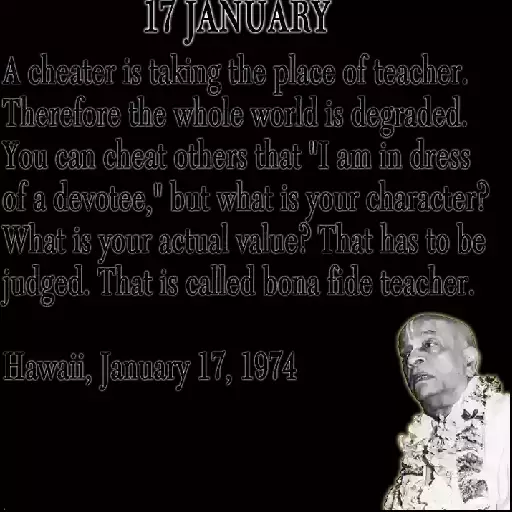 17 JANUARY
A cheater is taking the place of teacher.
Therefore the whole world is degraded.
You can cheat others that "I am in dress
of a devotee," but what is your character?
What is your actual value? That has to be
judged. That is called bona fide teacher.
Hawaii, January 17, 1974